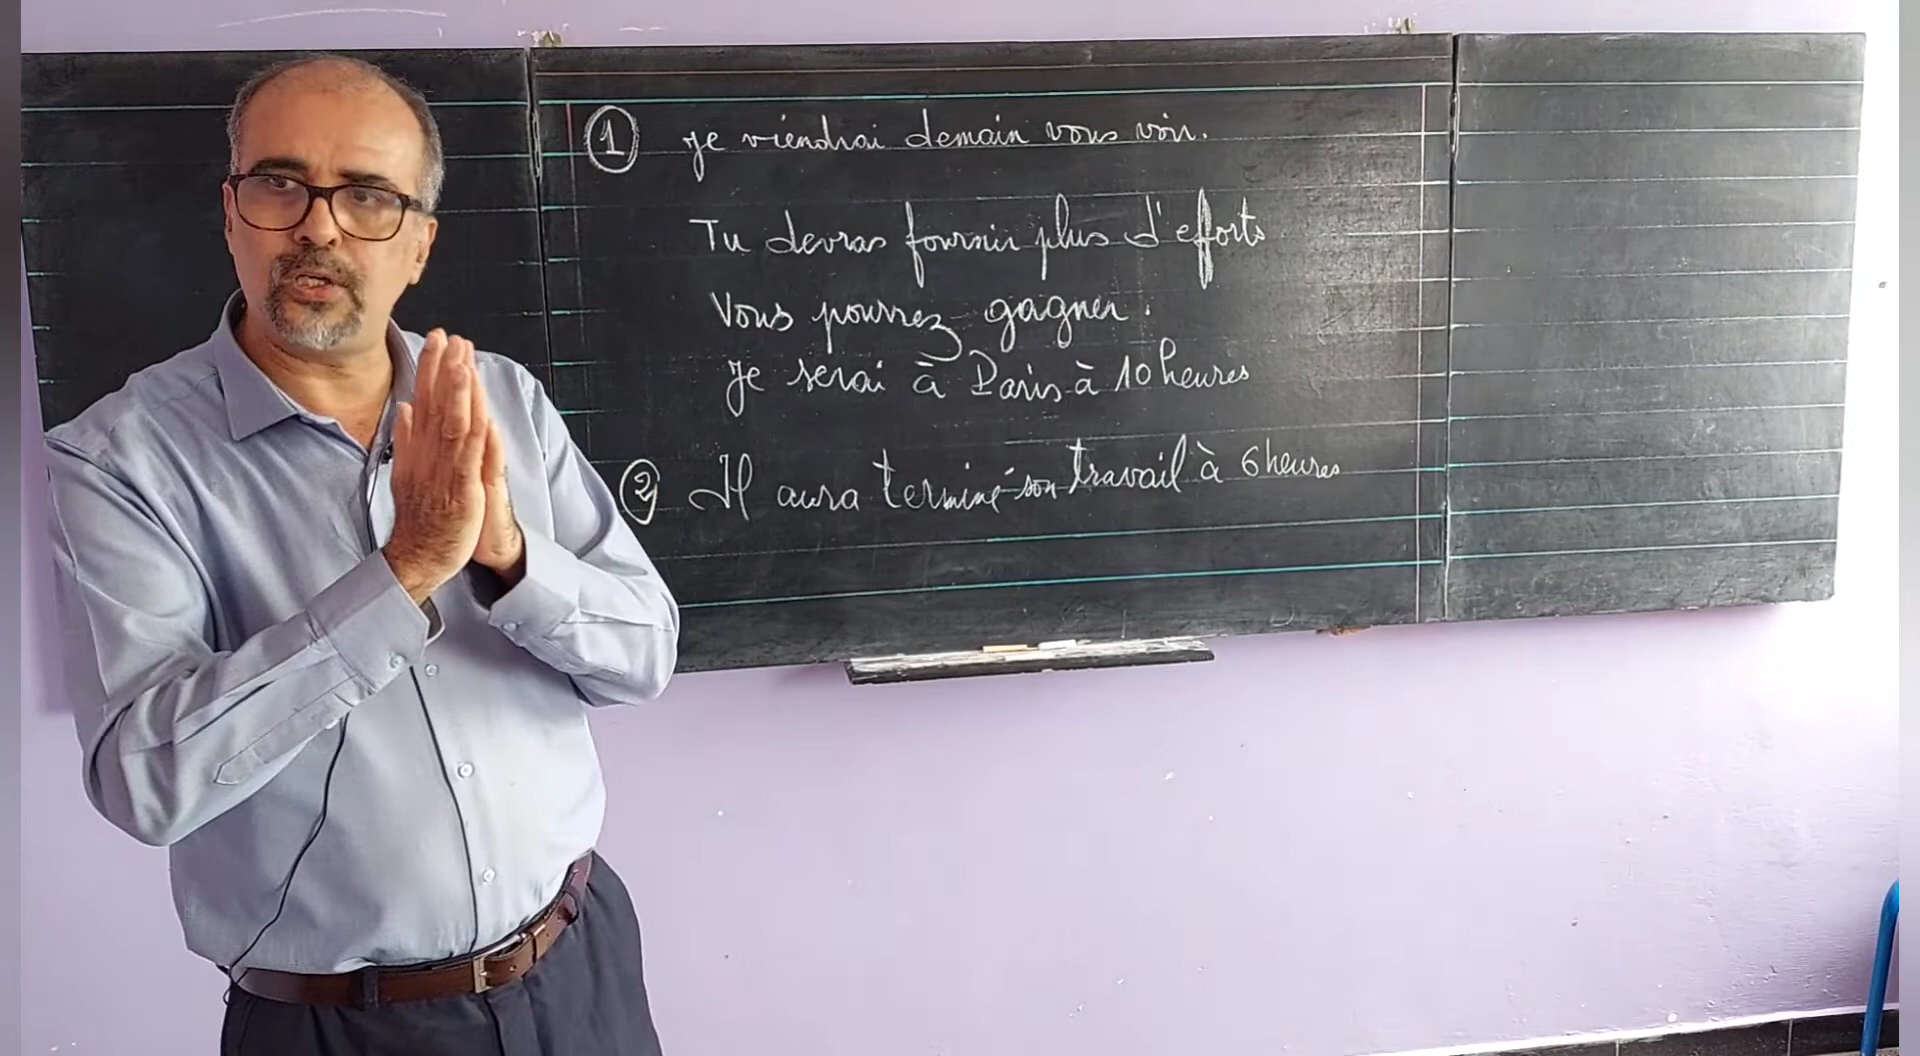 1 Je viendrai demain vous voir.
Tu devras fournir plus d'efforts
Vous pourrez gagner.
Je serai à Paris à 10 heures
2 Il aura terminé son travail à 6 heures